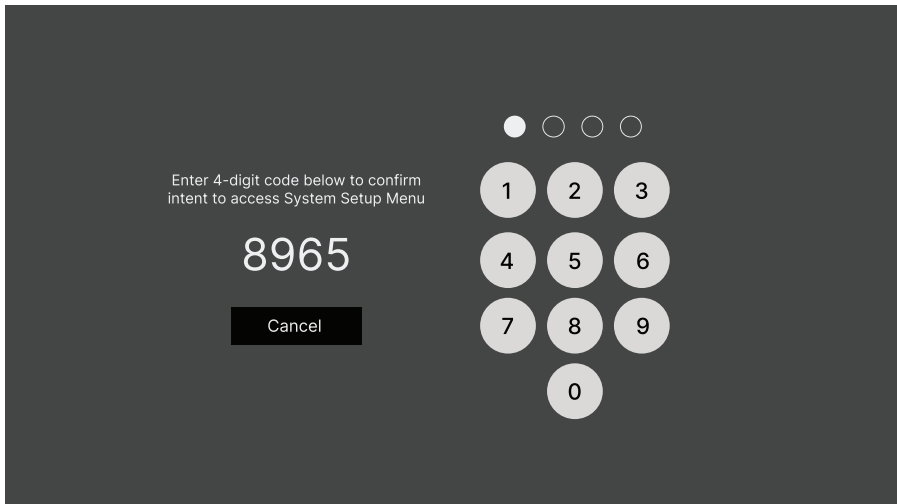 Enter 4-digit code below to confirm
intent to access System Setup Menu
8965
Cancel
1 2 3
4 5 6
7 8 9
0